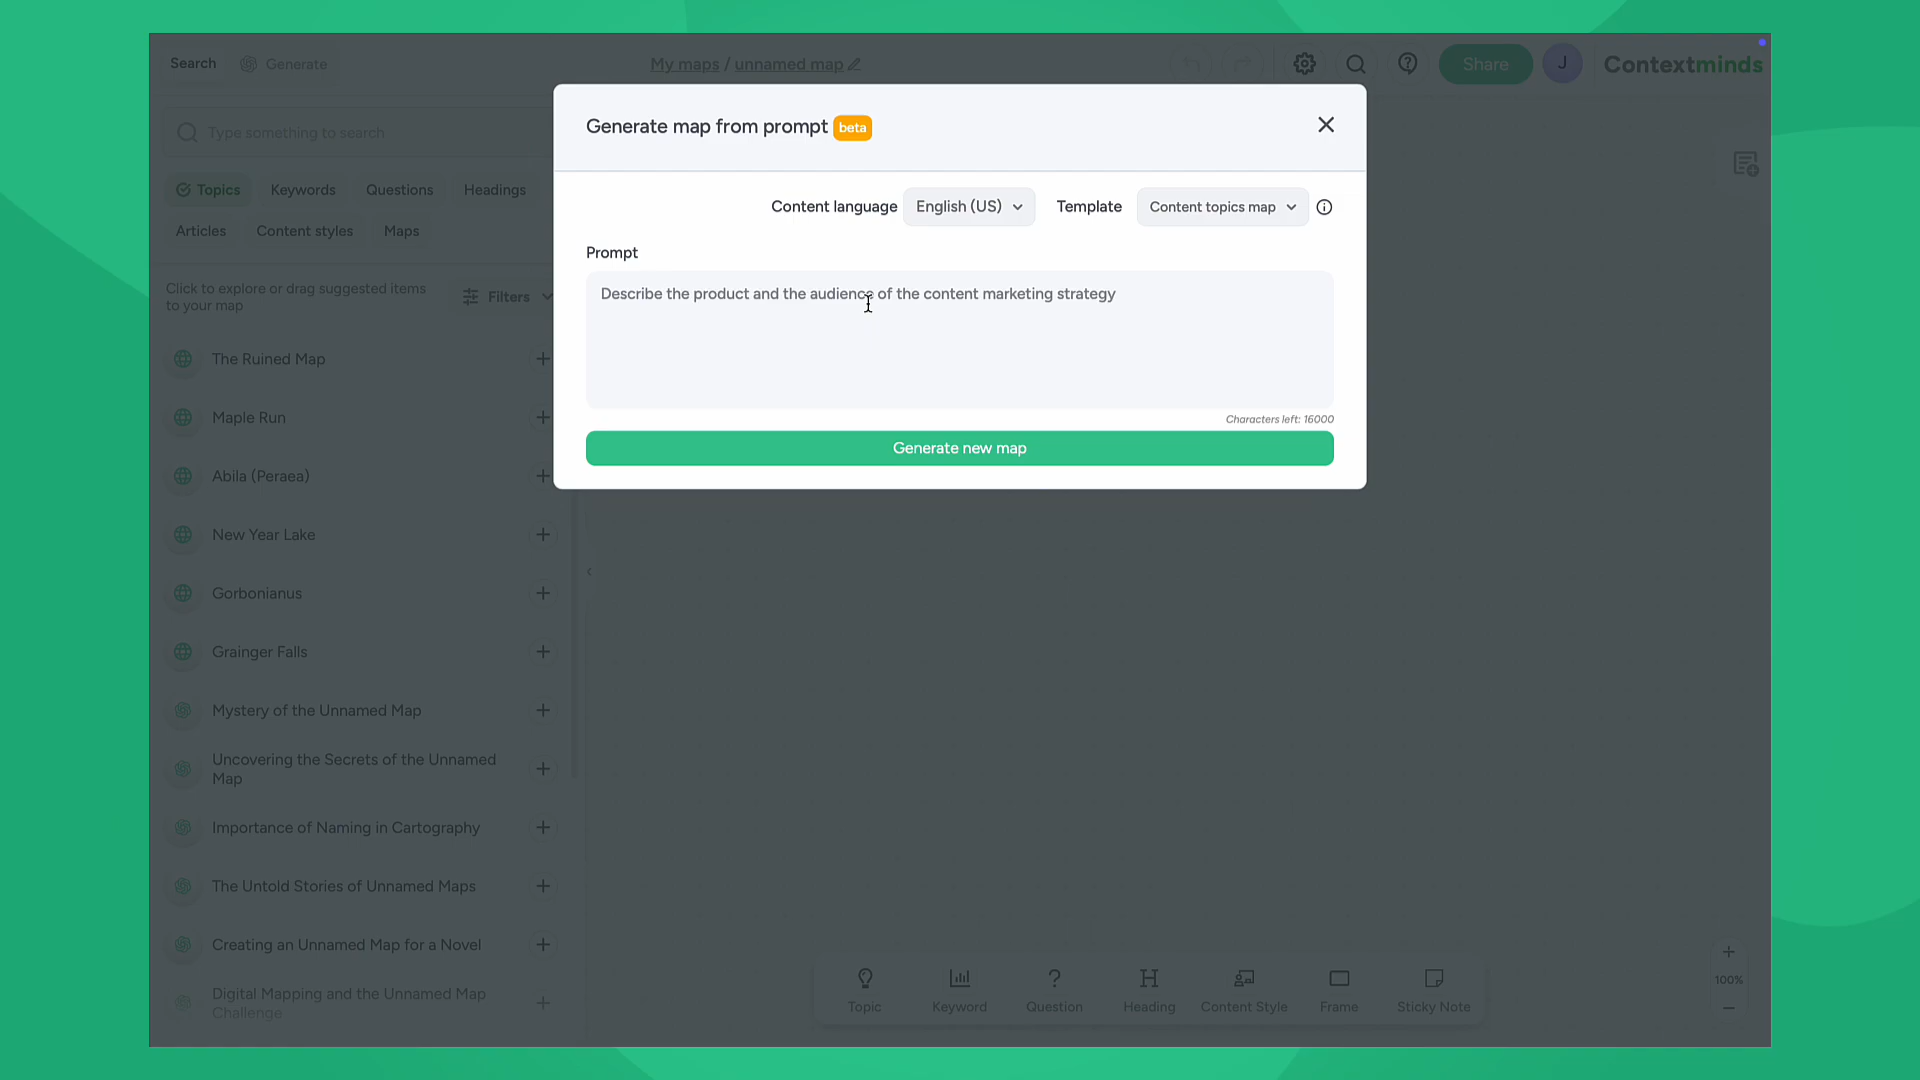 Search
Generate
My maps / unnamed map
Share
J
Contextminds
Type something to search
Topics
Keywords
Questions
Headings
Articles
Content styles
Maps
Click to explore or drag suggested items
to your map
Filters
The Ruined Map
Maple Run
Abila (Peraea)
New Year Lake
Gorbonianus
Grainger Falls
Mystery of the Unnamed Map
Uncovering the Secrets of the Unnamed
Map
Importance of Naming in Cartography
The Untold Stories of Unnamed Maps
Creating an Unnamed Map for a Novel
Digital Mapping and the Unnamed Map
Challenge
Generate map from prompt beta
Content language English (US) Template Content topics map
Prompt
Describe the product and the audience of the content marketing strategy
Characters left: 16000
Generate new map
Topic
Keyword
Question
Heading
Content Style
Frame
Sticky Note
100%